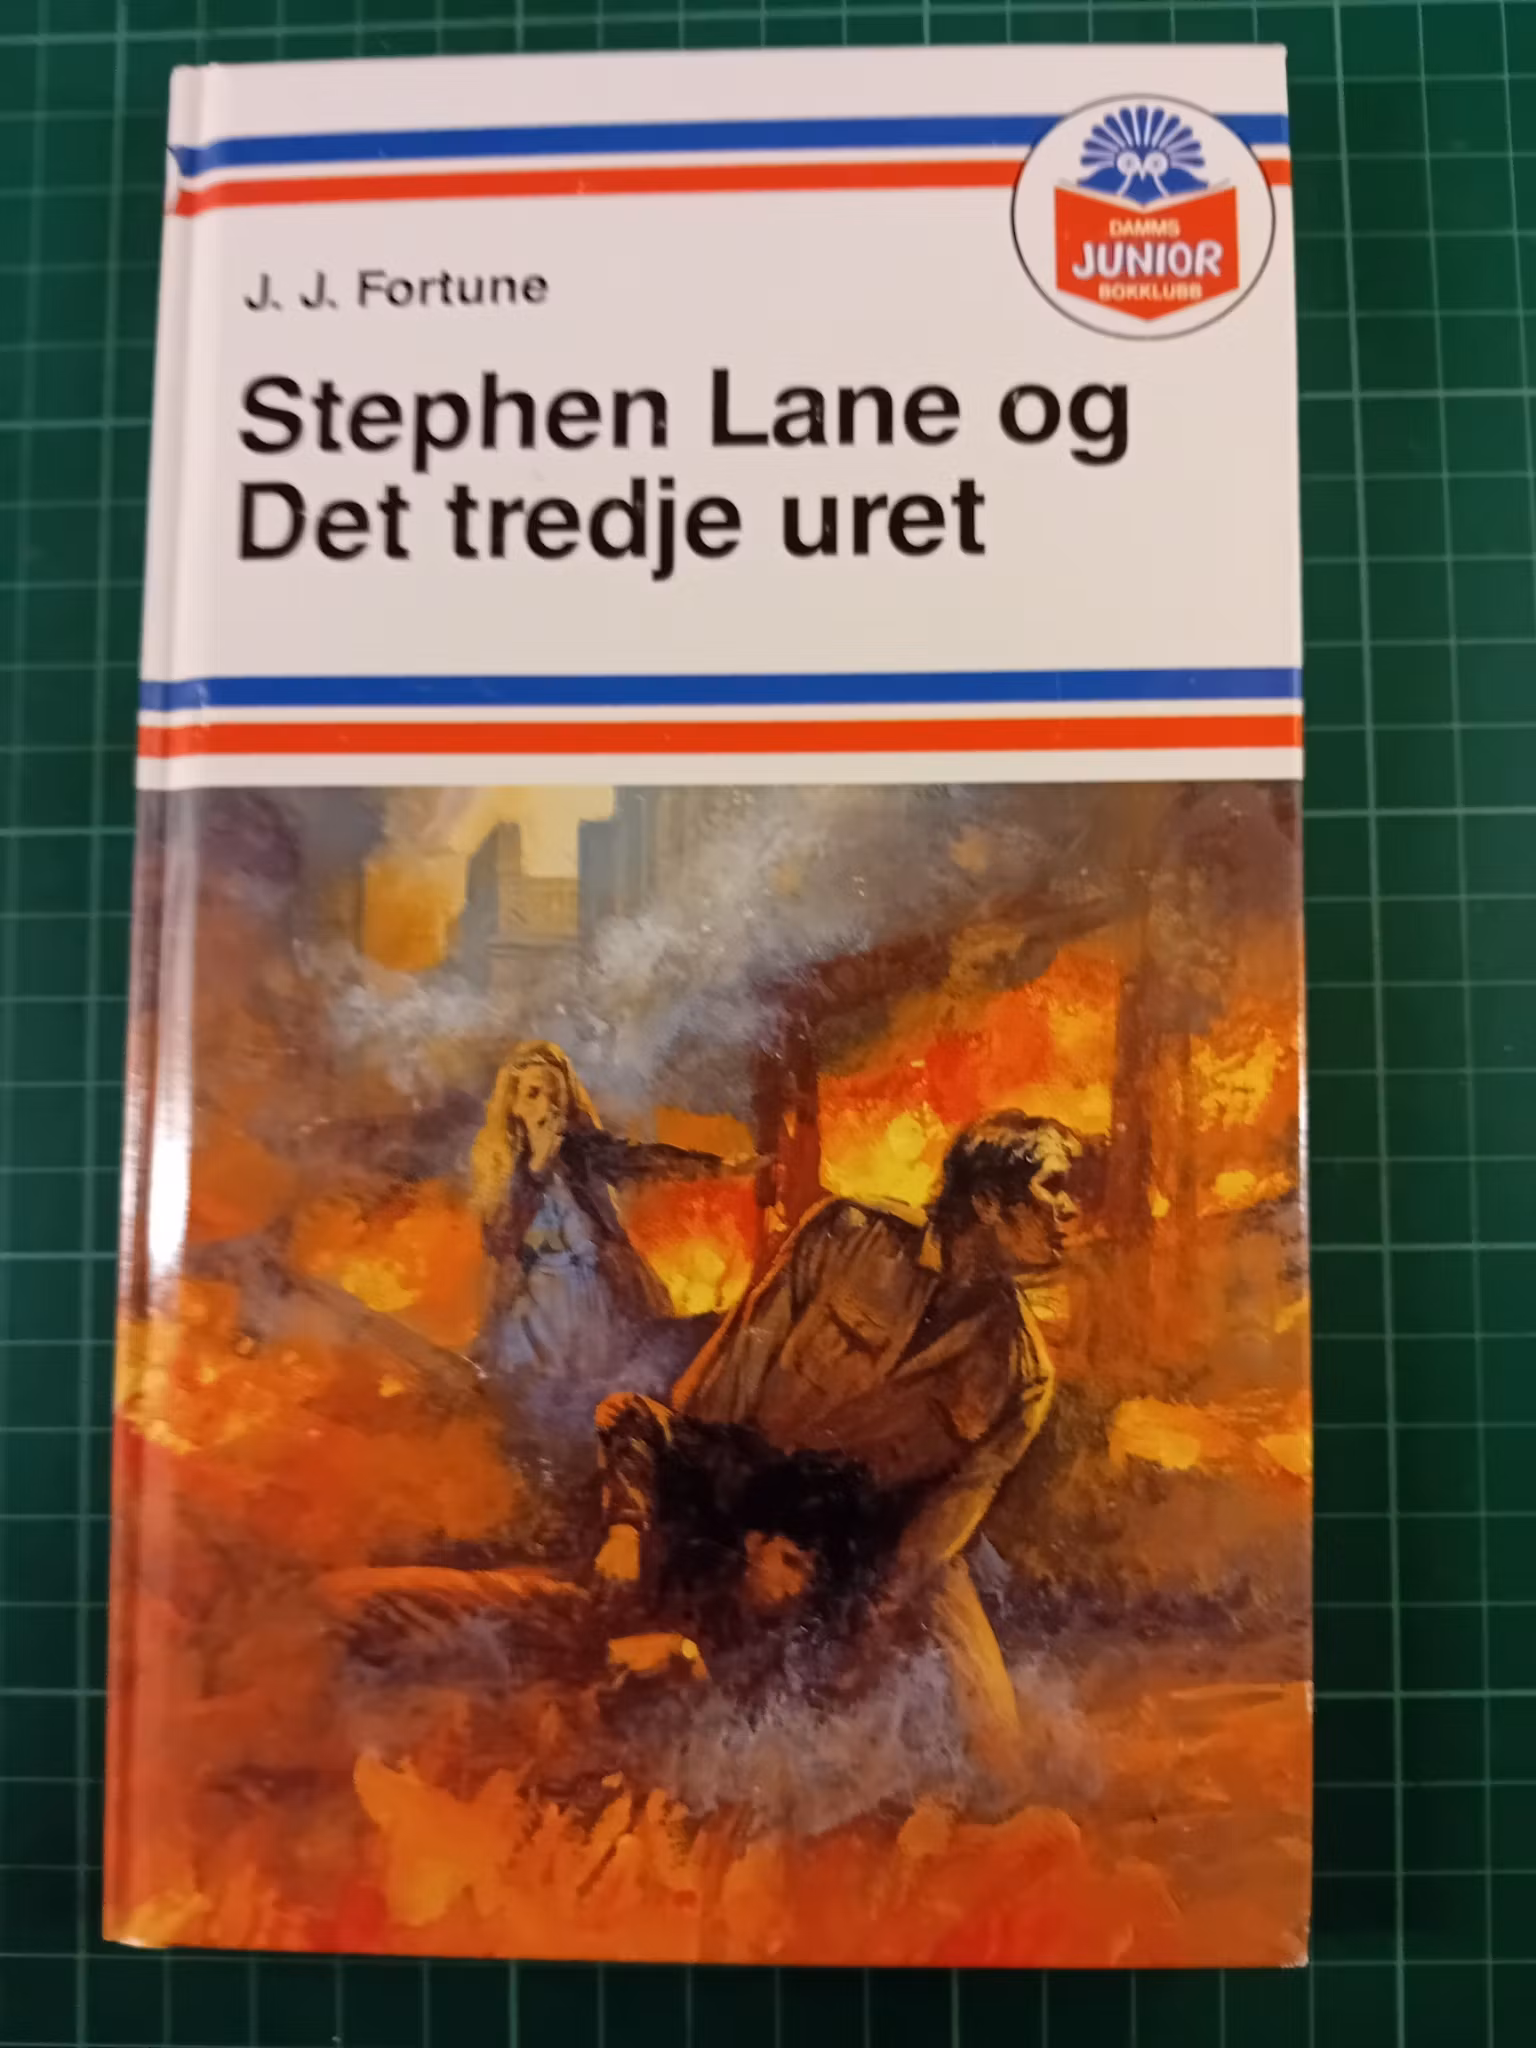 DAMMS
JUNIOR
BOKKLUBB
J. J. Fortune
Stephen Lane og
Det tredje uret